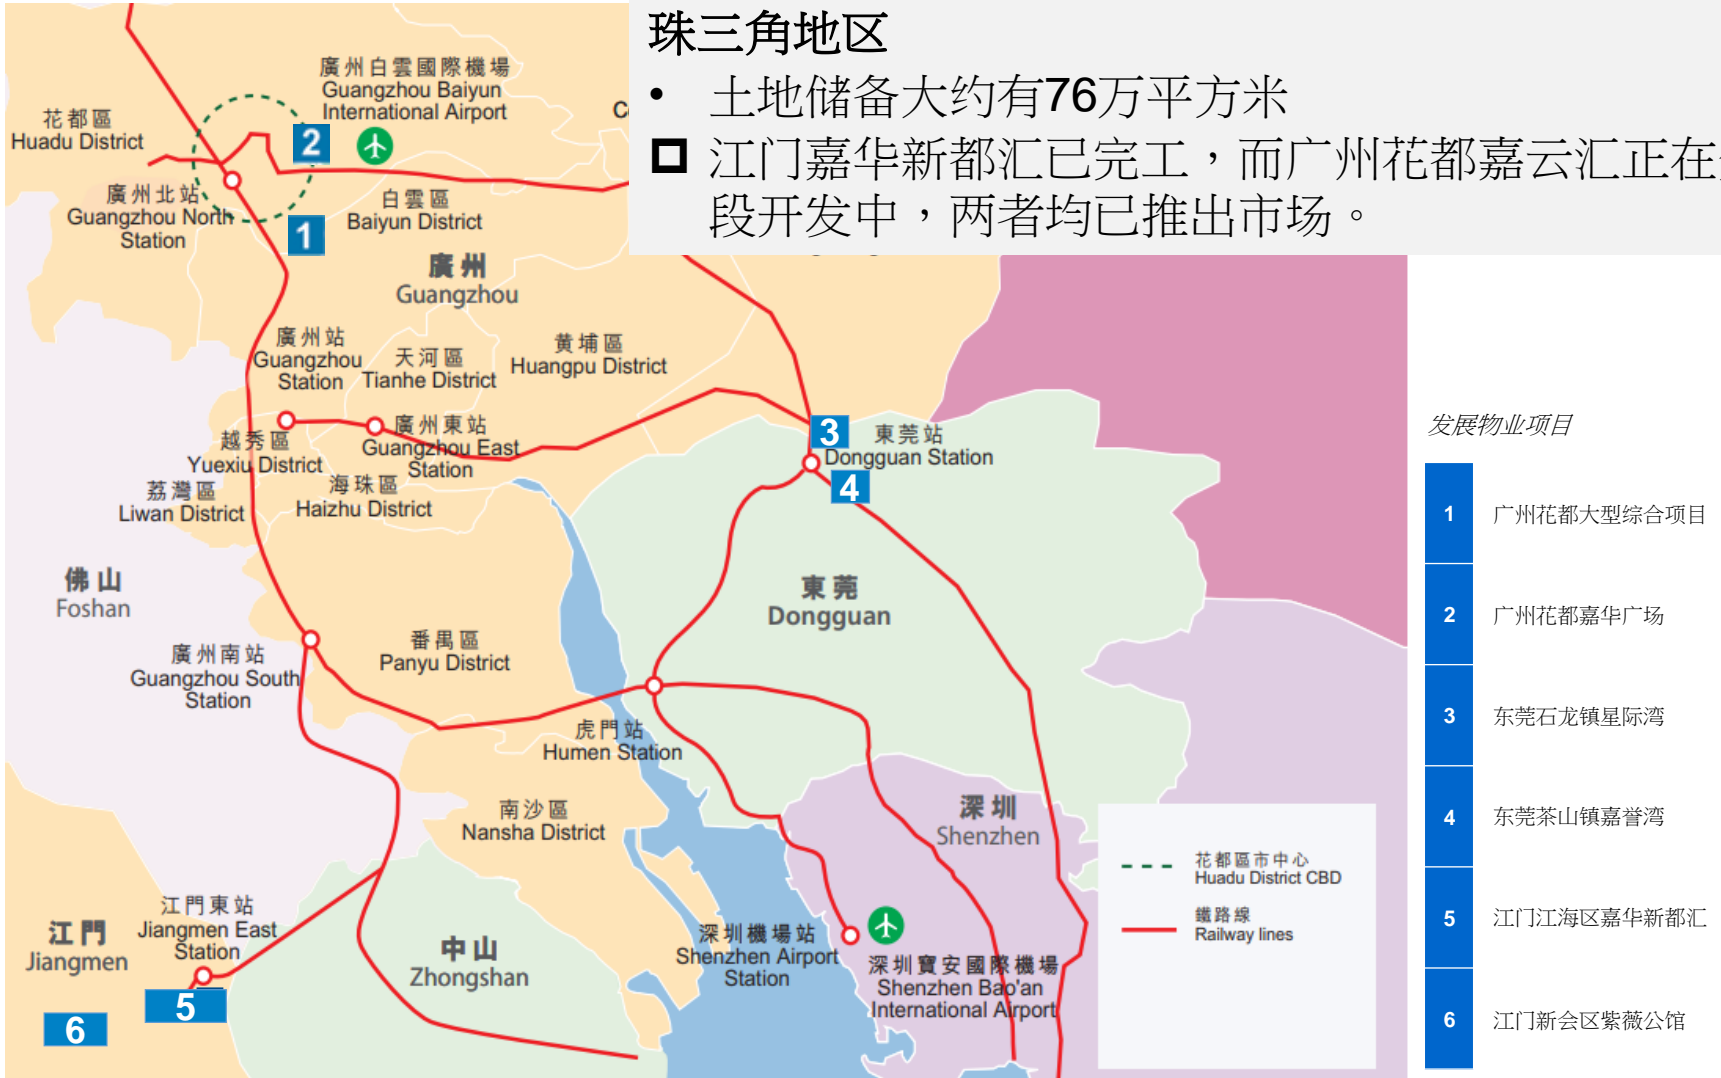 珠三角地区
• 土地储备大约有76万平方米
江门嘉华新都汇已完工，而广州花都嘉云汇正在
段开发中，两者均已推出市场。
廣州白雲國際機場
Guangzhou Baiyun
International Airport
花都區
Huadu District
2
廣州北站
Guangzhou North
Station
白雲區
Baiyun District
1
廣州
Guangzhou
廣州站
Guangzhou
Station
天河區
Tianhe District
黄埔區
Huangpu District
越秀區
Yuexiu District
廣州東站
Guangzhou East
Station
3
東莞站
Dongguan Station
4
荔灣區
Liwan District
海珠區
Haizhu District
佛山
Foshan
東莞
Dongguan
番禺區
Panyu District
廣州南站
Guangzhou South
Station
虎門站
Humen Station
南沙區
Nansha District
深圳
Shenzhen
江門東站
Jiangmen East
Station
江門
Jiangmen
中山
Zhongshan
深圳機場站
Shenzhen Airport
Station
深圳寶安國際機場
Shenzhen Bao'an
International Airport
5
6
花都區市中心
Huadu District CBD
鐵路線
Railway lines
发展物业项目
1 广州花都大型综合项目
2 广州花都嘉华广场
3 东莞石龙镇星际湾
4 东莞茶山镇嘉誉湾
5 江门江海区嘉华新都汇
6 江门新会区紫薇公馆